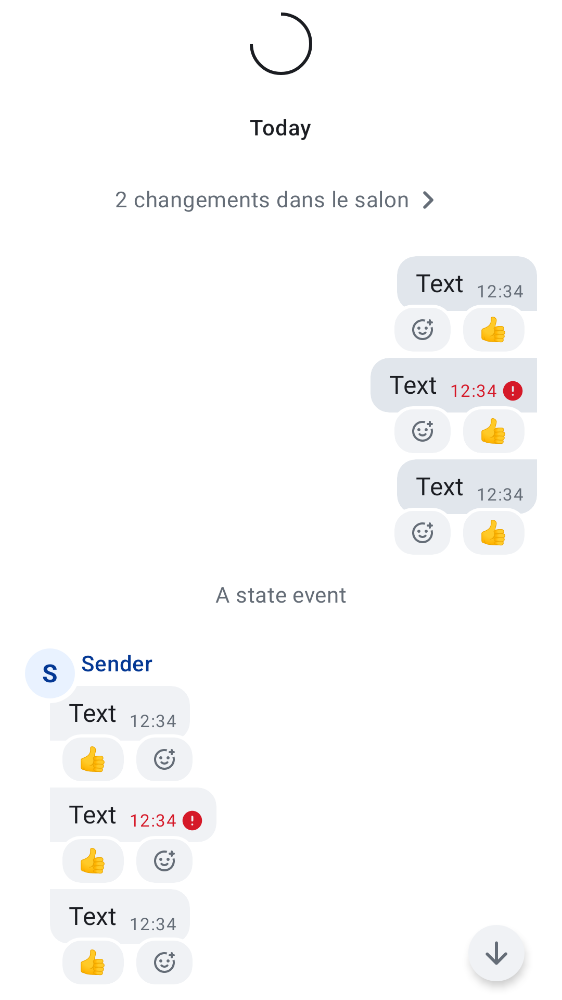 Today
2 changements dans le salon
Text 12:34
👍
Text 12:34
👍
Text 12:34
👍
A state event
S Sender
Text 12:34
👍
Text 12:34
👍
Text 12:34
👍